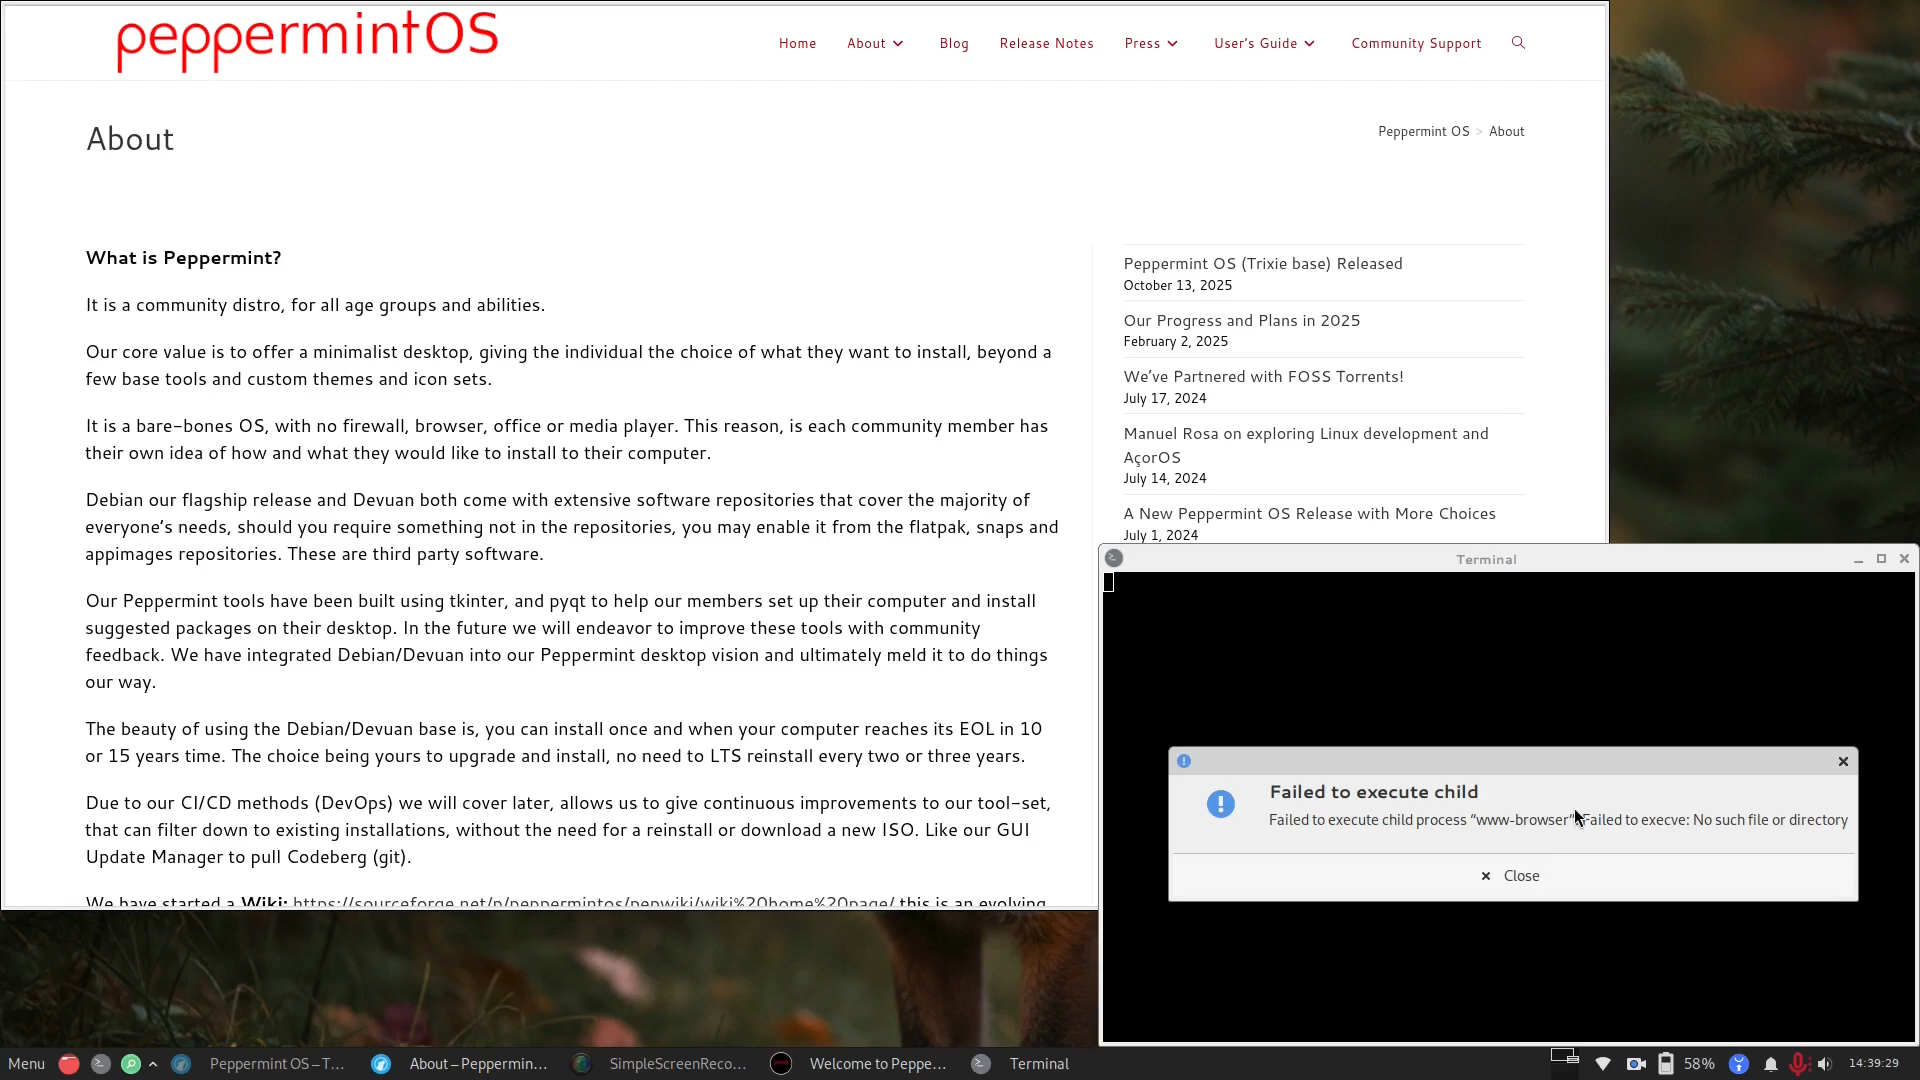 peppermintOS
Home About Blog Release Notes Press User's Guide Community Support
About
Peppermint OS > About
What is Peppermint?
It is a community distro, for all age groups and abilities.
Our core value is to offer a minimalist desktop, giving the individual the choice of what they want to install, beyond a
few base tools and custom themes and icon sets.
It is a bare-bones OS, with no firewall, browser, office or media player. This reason, is each community member has
their own idea of how and what they would like to install to their computer.
Debian our flagship release and Devuan both come with extensive software repositories that cover the majority of
everyone's needs, should you require something not in the repositories, you may enable it from the flatpak, snaps and
appimages repositories. These are third party software.
Our Peppermint tools have been built using tkinter, and pyqt to help our members set up their computer and install
suggested packages on their desktop. In the future we will endeavor to improve these tools with community
feedback. We have integrated Debian/Devuan into our Peppermint desktop vision and ultimately meld it to do things
our way.
The beauty of using the Debian/Devuan base is, you can install once and when your computer reaches its EOL in 10
or 15 years time. The choice being yours to upgrade and install, no need to LTS reinstall every two or three years.
Due to our CI/CD methods (DevOps) we will cover later, allows us to give continuous improvements to our tool-set,
that can filter down to existing installations, without the need for a reinstall or download a new ISO. Like our GUI
Update Manager to pull Codeberg (git).
We have started a Wiki: https://sourceforge.net/p/peppermintos/pepwiki/wiki%20home%20page/ this is an evolving
Peppermint OS (Trixie base) Released
October 13, 2025
Our Progress and Plans in 2025
February 2, 2025
We've Partnered with FOSS Torrents!
July 17, 2024
Manuel Rosa on exploring Linux development and
AçorOS
July 14, 2024
A New Peppermint OS Release with More Choices
July 1, 2024
Terminal
Failed to execute child
Failed to execute child process “www-browser” Failed to execve: No such file or directory
Close
Menu Peppermint OS – T... About – Peppermin... SimpleScreenReco... Welcome to Peppe... Terminal 58% 14:39:29